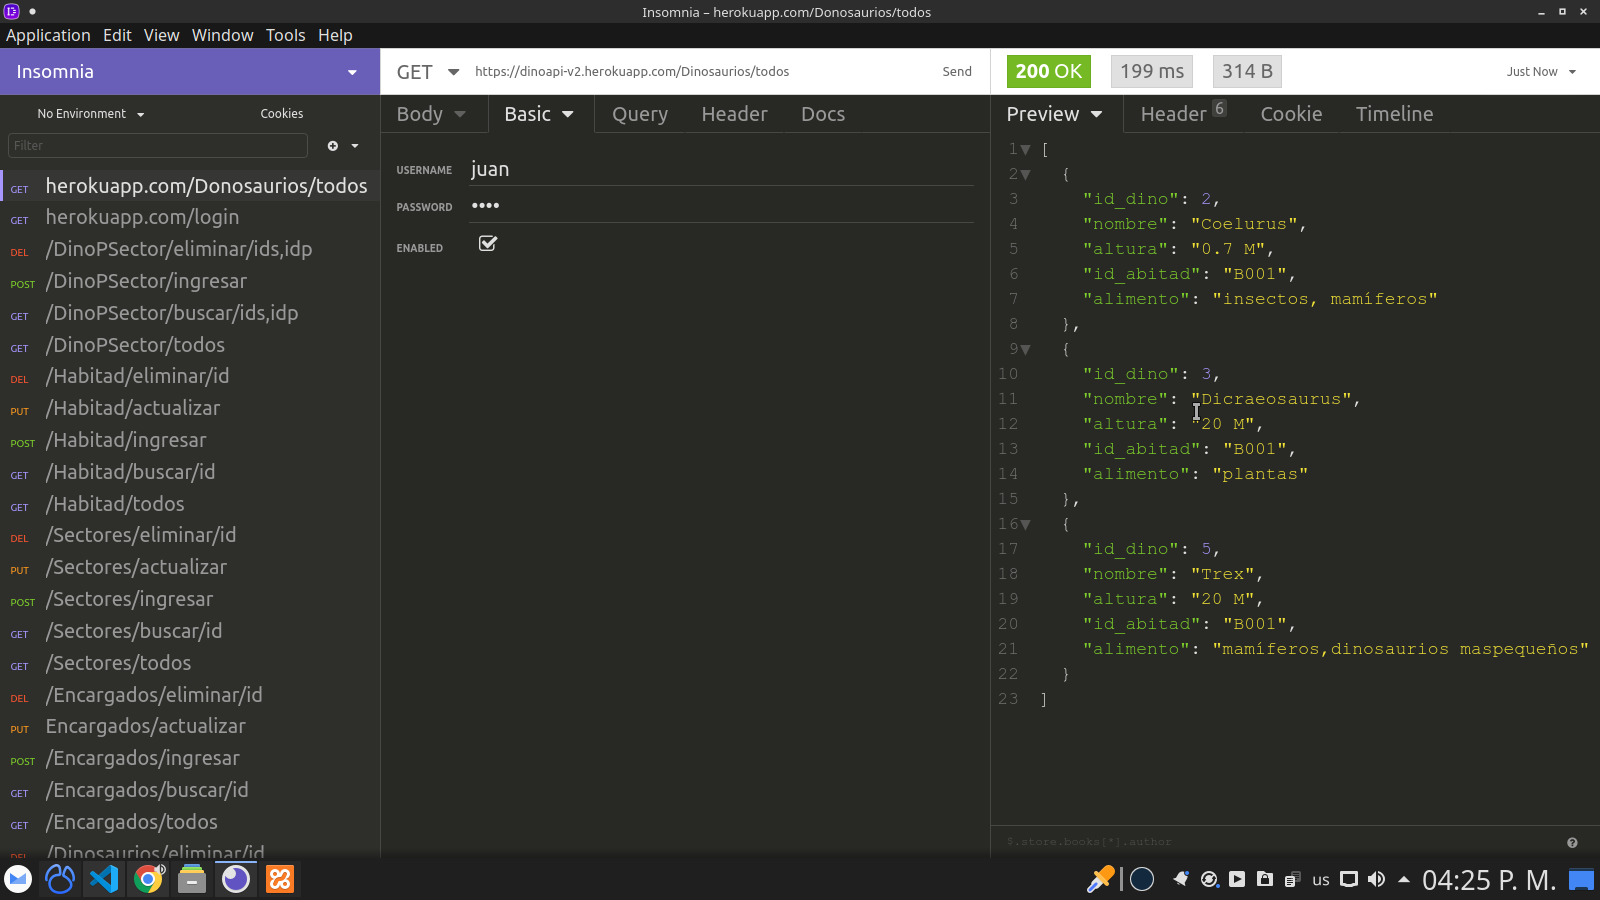 Insomnia – herokuapp.com/Donosaurios/todos
Application Edit View Window Tools Help
Insomnia
GET https://dinoapi-v2.herokuapp.com/Dinosaurios/todos Send
200 OK 199 ms 314 B Just Now
No Environment Cookies
Filter
GET herokuapp.com/Donosaurios/todos
GET herokuapp.com/login
DEL /DinoPSector/eliminar/ids,idp
POST /DinoPSector/ingresar
GET /DinoPSector/buscar/ids,idp
GET /DinoPSector/todos
DEL /Habitad/eliminar/id
PUT /Habitad/actualizar
POST /Habitad/ingresar
GET /Habitad/buscar/id
GET /Habitad/todos
DEL /Sectores/eliminar/id
PUT /Sectores/actualizar
POST /Sectores/ingresar
GET /Sectores/buscar/id
GET /Sectores/todos
DEL /Encargados/eliminar/id
PUT Encargados/actualizar
POST /Encargados/ingresar
GET /Encargados/buscar/id
GET /Encargados/todos
DEL /Dinosaurios/eliminar/id
Body Basic Query Header Docs
USERNAME juan
PASSWORD ••••
ENABLED
Preview Header 6 Cookie Timeline
1 [
2 {
3 "id_dino": 2,
4 "nombre": "Coelurus",
5 "altura": "0.7 M",
6 "id_abitad": "B001",
7 "alimento": "insectos, mamíferos"
8 },
9 {
10 "id_dino": 3,
11 "nombre": "Dicraeosaurus",
12 "altura": "20 M",
13 "id_abitad": "B001",
14 "alimento": "plantas"
15 },
16 {
17 "id_dino": 5,
18 "nombre": "Trex",
19 "altura": "20 M",
20 "id_abitad": "B001",
21 "alimento": "mamíferos,dinosaurios maspequeños"
22 }
23 ]
$.store.books[*].author
us 04:25 P. M.